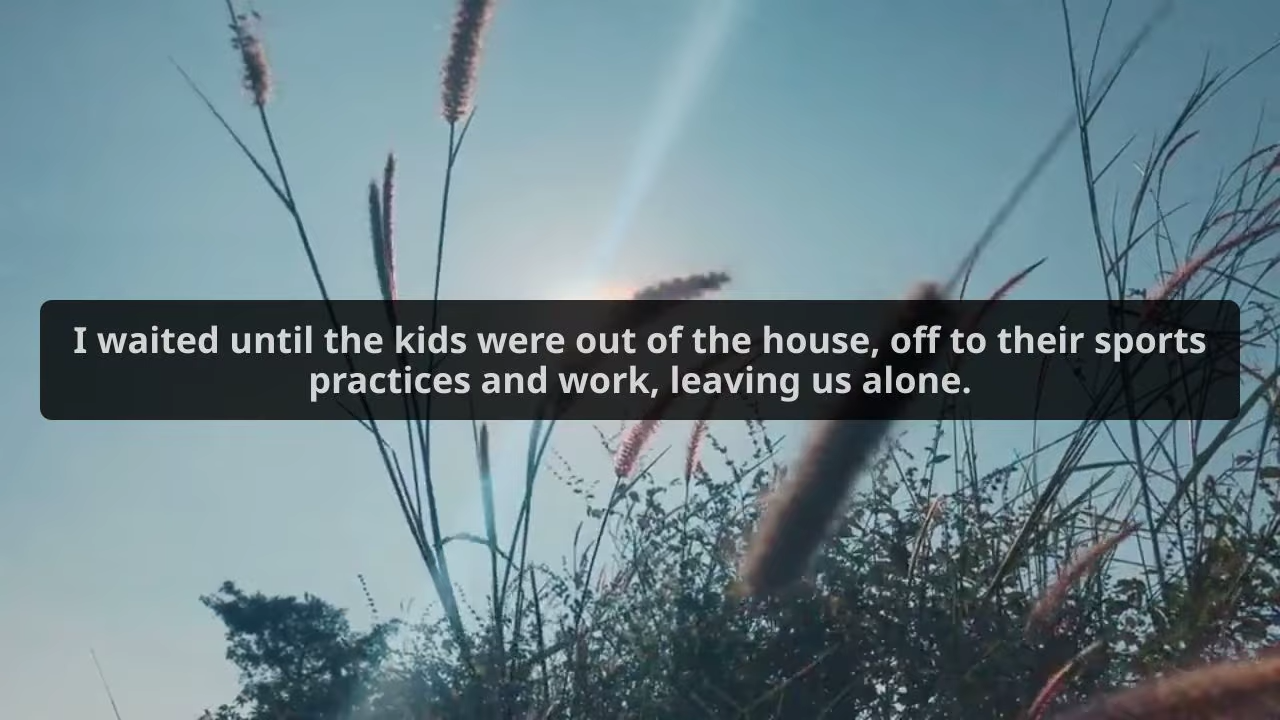 I waited until the kids were out of the house, off to their sports
practices and work, leaving us alone.